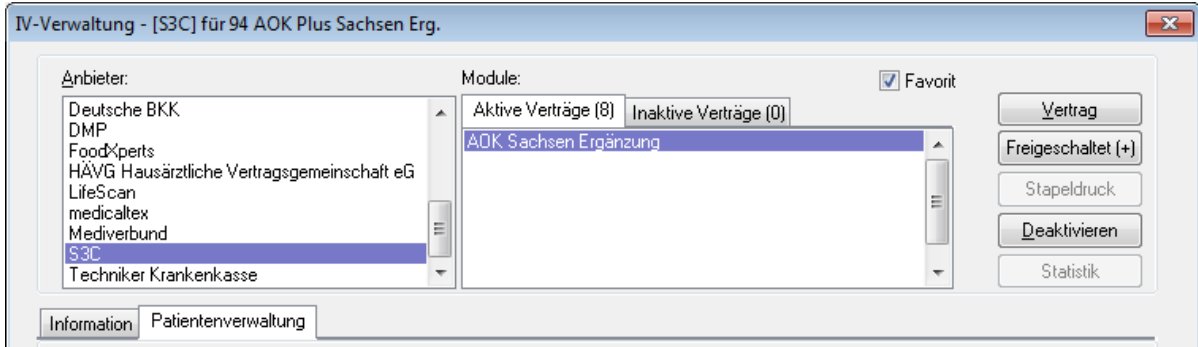 IV-Verwaltung - [S3C] für 94 AOK Plus Sachsen Erg.
Anbieter:
Deutsche BKK
DMP
FoodXperts
HÄVG Hausärztliche Vertragsgemeinschaft eG
LifeScan
medicaltex
Mediverbund
S3C
Techniker Krankenkasse
Module:
Favorit
Aktive Verträge (8)
Inaktive Verträge (0)
AOK Sachsen Ergänzung
Vertrag
Freigeschaltet (+)
Stapeldruck
Deaktivieren
Statistik
Information
Patientenverwaltung